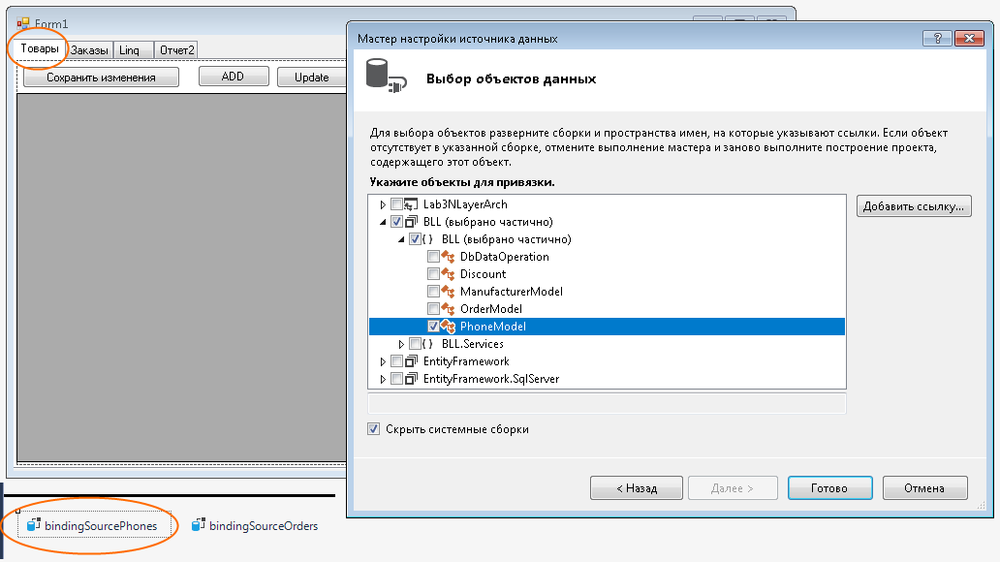 Form1
Товары
Заказы
Linq
Отчет2
Сохранить изменения
ADD
Update
Мастер настройки источника данных
?
Выбор объектов данных
Для выбора объектов разверните сборки и пространства имен, на которые указывают ссылки. Если объект
отсутствует в указанной сборке, отмените выполнение мастера и заново выполните построение проекта,
содержащего этот объект.
Укажите объекты для привязки.
Lab3NLayerArch
BLL (выбрано частично)
{ } BLL (выбрано частично)
DbDataOperation
Discount
ManufacturerModel
OrderModel
PhoneModel
{ } BLL.Services
EntityFramework
EntityFramework.SqlServer
Добавить ссылку...
Скрыть системные сборки
< Назад
Далее >
Готово
Отмена
bindingSourcePhones
bindingSourceOrders